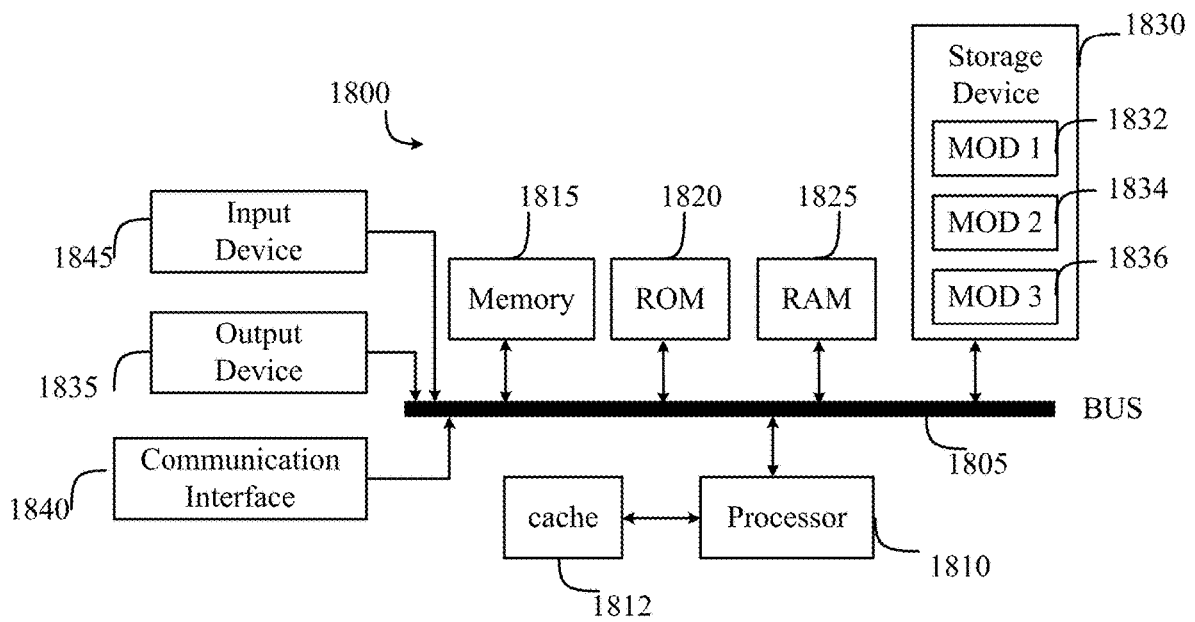 1830
Storage
Device
1800
1832
MOD 1
1815
1820
1825
1834
MOD 2
Input
Device
1845
1836
MOD 3
Memory
ROM
RAM
Output
Device
1835
BUS
Communication
Interface
1840
1805
cache
Processor
1810
1812